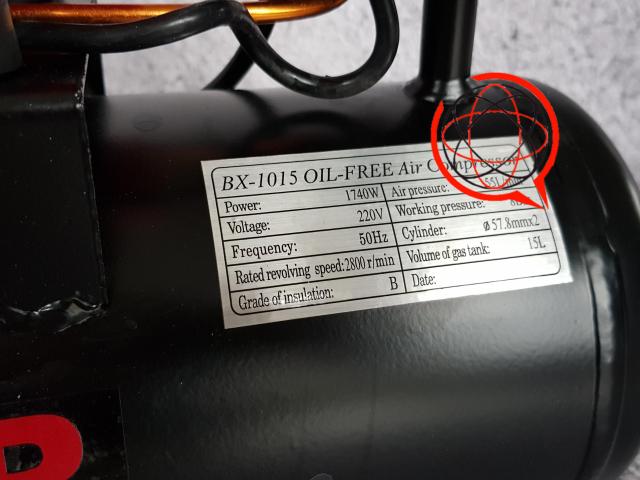 BX-1015 OIL-FREE Air Compressor
Power: 1740W Air pressure:
Voltage: 220V Working pressure:
Frequency: 50Hz Cylinder: ø57.8mmx2
Rated revolving speed:2800 r/min Volume of gas tank: 15L
Grade of insulation: B Date:
P